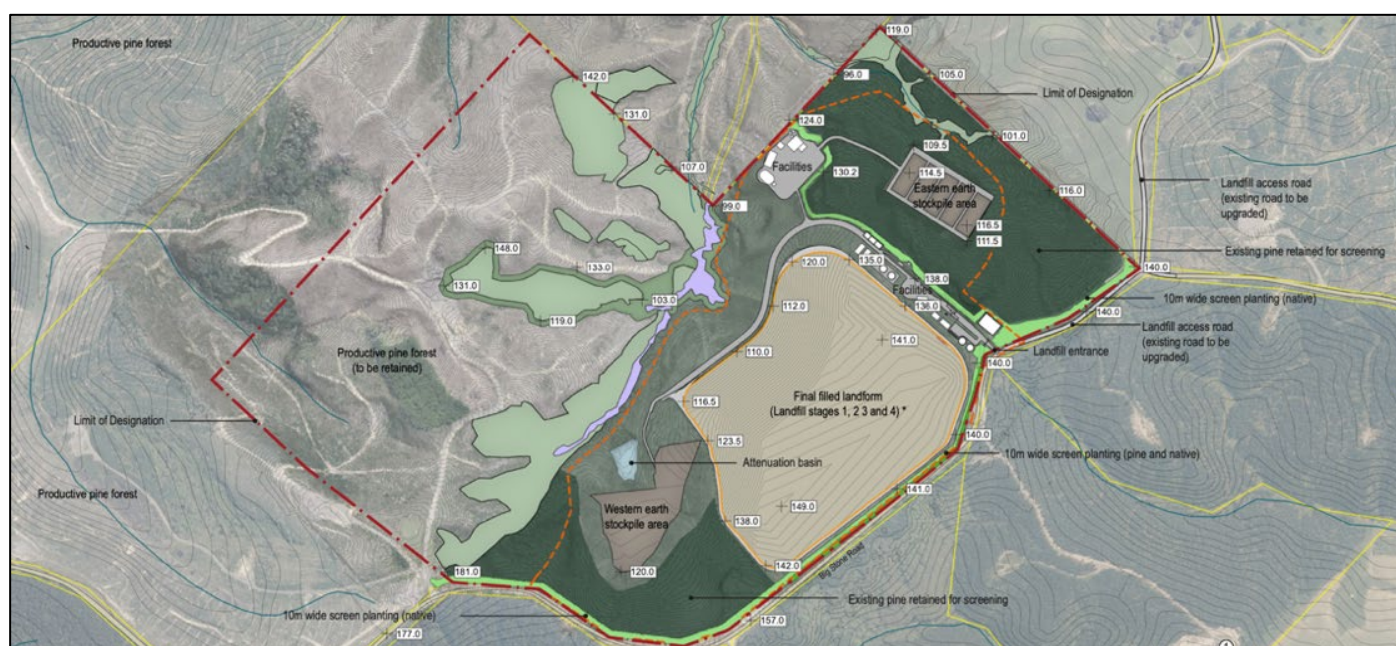 Productive pine forest
119.0
142.0
96.0
105.0
Limit of Designation
131.0
124.0
101.0
109.5
107.0
Facilities
130.2
114.5
Eastern earth
stockpile area
116.0
Landfill access road
(existing road to be
upgraded)
99.0
116.5
111.5
148.0
Existing pine retained for screening
133.0
120.0
135.0
140.0
131.0
138.0
Facilities
103.0
112.0
136.0
10m wide screen planting (native)
119.0
140.0
Landfill access road
(existing road to be
upgraded)
141.0
Productive pine forest
(to be retained)
110.0
Landfill entrance
140.0
116.5
Final filled landform
(Landfill stages 1, 2 3 and 4) *
Limit of Designation
123.5
140.0
10m wide screen planting (pine and native)
Attenuation basin
141.0
Productive pine forest
Western earth
stockpile area
149.0
138.0
Big Stone Road
181.0
120.0
142.0
Existing pine retained for screening
10m wide screen planting (native)
157.0
177.0